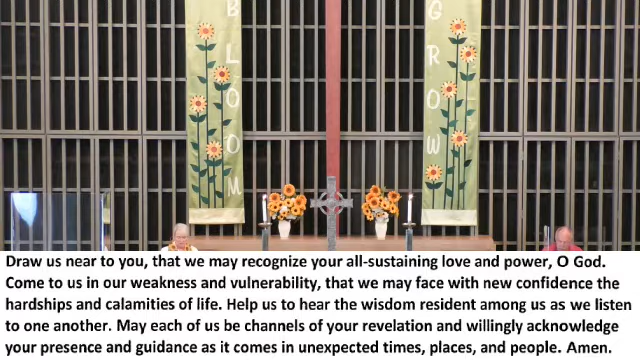 BLOOM
GROW
Draw us near to you, that we may recognize your all-sustaining love and power, O God.
Come to us in our weakness and vulnerability, that we may face with new confidence the
hardships and calamities of life. Help us to hear the wisdom resident among us as we listen
to one another. May each of us be channels of your revelation and willingly acknowledge
your presence and guidance as it comes in unexpected times, places, and people. Amen.